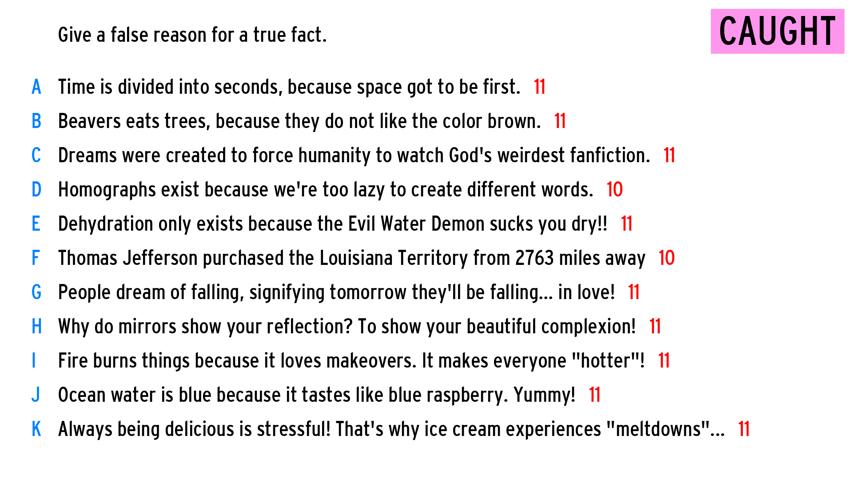 Give a false reason for a true fact.
CAUGHT
A Time is divided into seconds, because space got to be first. 11
B Beavers eats trees, because they do not like the color brown. 11
C Dreams were created to force humanity to watch God's weirdest fanfiction. 11
D Homographs exist because we're too lazy to create different words. 10
E Dehydration only exists because the Evil Water Demon sucks you dry!! 11
F Thomas Jefferson purchased the Louisiana Territory from 2763 miles away 10
G People dream of falling, signifying tomorrow they'll be falling... in love! 11
H Why do mirrors show your reflection? To show your beautiful complexion! 11
I Fire burns things because it loves makeovers. It makes everyone "hotter"! 11
J Ocean water is blue because it tastes like blue raspberry. Yummy! 11
K Always being delicious is stressful! That's why ice cream experiences "meltdowns"... 11